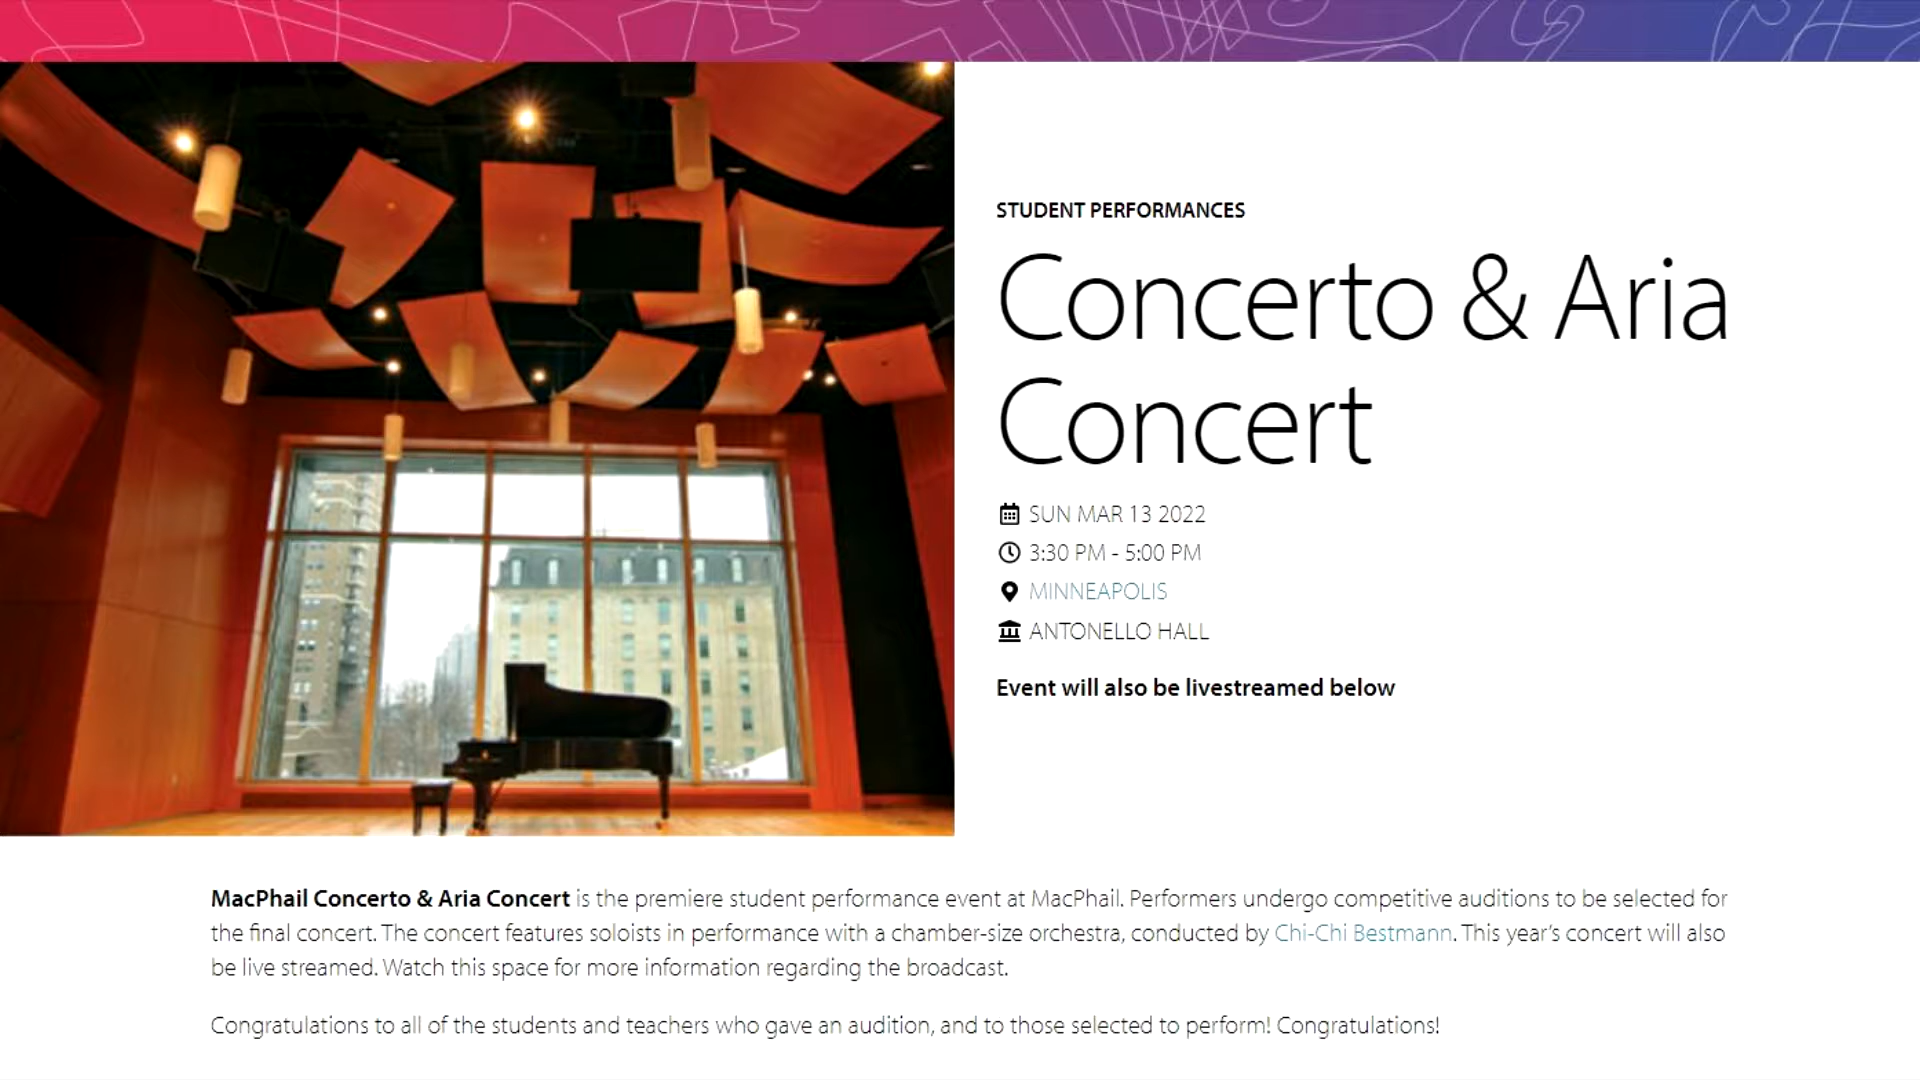 STUDENT PERFORMANCES
Concerto & Aria
Concert
SUN MAR 13 2022
3:30 PM - 5:00 PM
MINNEAPOLIS
ANTONELLO HALL
Event will also be livestreamed below
MacPhail Concerto & Aria Concert is the premiere student performance event at MacPhail. Performers undergo competitive auditions to be selected for
the final concert. The concert features soloists in performance with a chamber-size orchestra, conducted by Chi-Chi Bestmann. This year's concert will also
be live streamed. Watch this space for more information regarding the broadcast.
Congratulations to all of the students and teachers who gave an audition, and to those selected to perform! Congratulations!